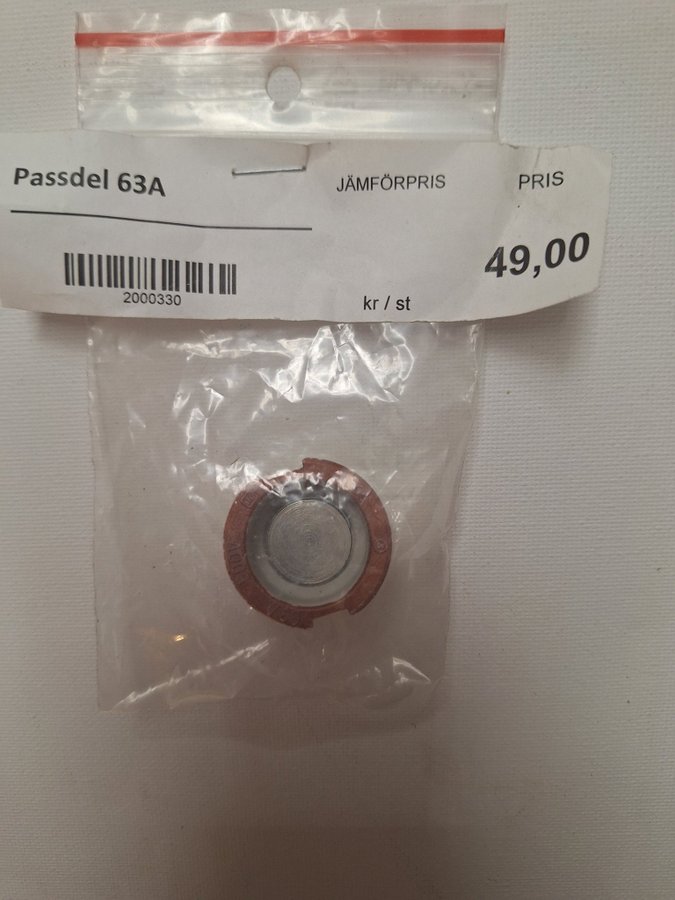 Passdel 63A
JÄMFÖRPRIS
PRIS
49,00
2000330
kr / st